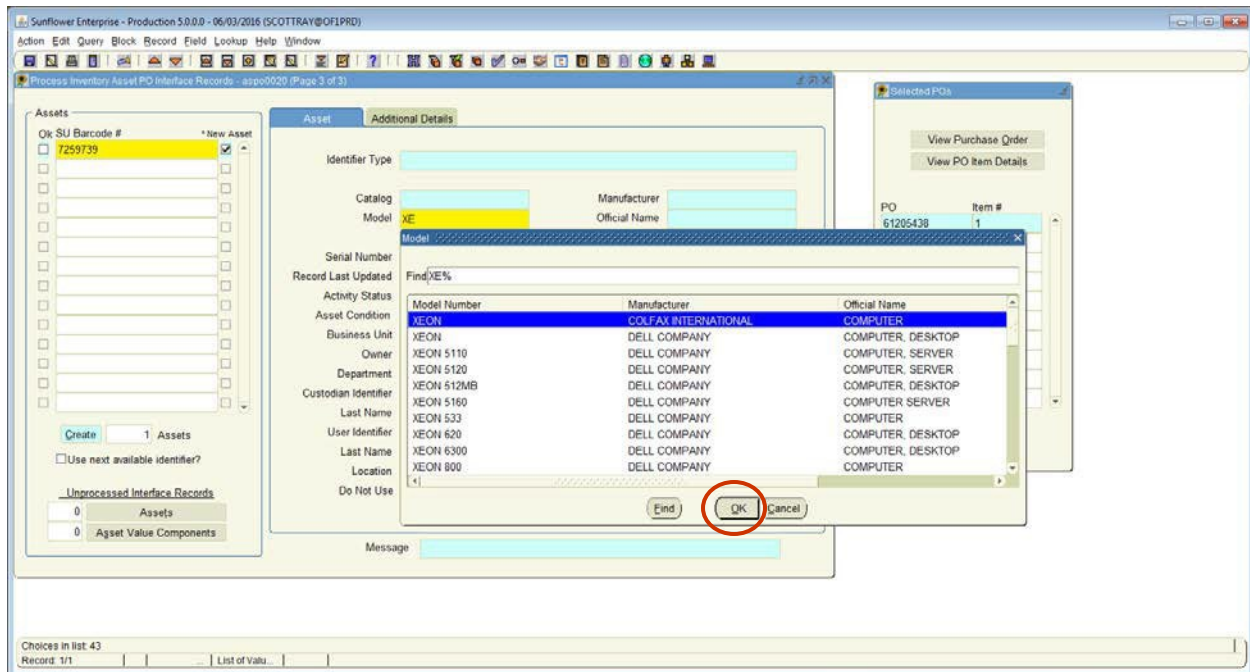 Sunflower Enterprise - Production 5.0.0.0 - 06/03/2016 (SCOTTRAY@OF1PRD)
Action Edit Query Block Record Field Lookup Help Window
Process Inventory Asset PO Interface Records - aspo0020 (Page 3 of 3)
Selected POs
Assets
Ok SU Barcode # * New Asset
7259739
Create 1 Assets
Use next available identifier?
Unprocessed Interface Records
0 Assets
0 Asset Value Components
Asset Additional Details
Identifier Type
Catalog Manufacturer
Model XE Official Name
Serial Number
Record Last Updated
Activity Status
Asset Condition
Business Unit
Owner
Department
Custodian Identifier
Last Name
User Identifier
Last Name
Location
Do Not Use
Message
View Purchase Order
View PO Item Details
PO Item #
61205438 1
Model
Find XE%
Model Number Manufacturer Official Name
XEON COLFAX INTERNATIONAL COMPUTER
XEON DELL COMPANY COMPUTER, DESKTOP
XEON 5110 DELL COMPANY COMPUTER, SERVER
XEON 5120 DELL COMPANY COMPUTER, SERVER
XEON 512MB DELL COMPANY COMPUTER, DESKTOP
XEON 5160 DELL COMPANY COMPUTER SERVER
XEON 533 DELL COMPANY COMPUTER
XEON 620 DELL COMPANY COMPUTER, DESKTOP
XEON 6300 DELL COMPANY COMPUTER, DESKTOP
XEON 800 DELL COMPANY COMPUTER
Find OK Cancel
Choices in list: 43
Record: 1/1 ... List of Valu...